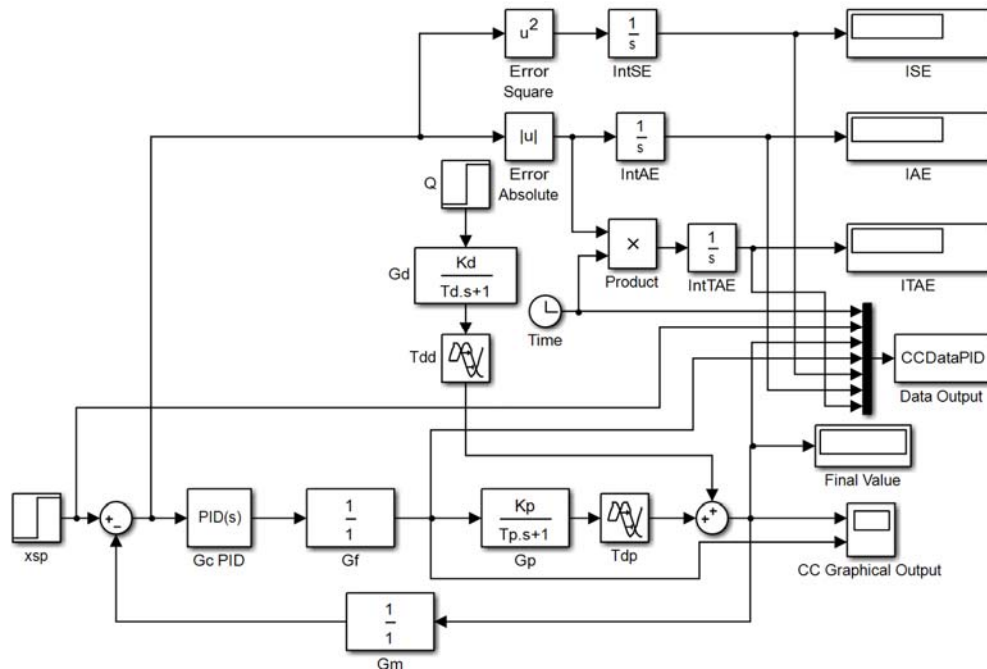 u²
Error
Square
1
s
IntSE
ISE
|u|
Error
Absolute
1
s
IntAE
IAE
Q
×
Product
1
s
IntTAE
ITAE
Gd
Kd
Td.s+1
Time
Tdd
CCDataPID
Data Output
Final Value
xsp
+
−
PID(s)
Gc PID
1
1
Gf
Kp
Tp.s+1
Gp
Tdp
+
+
CC Graphical Output
1
1
Gm